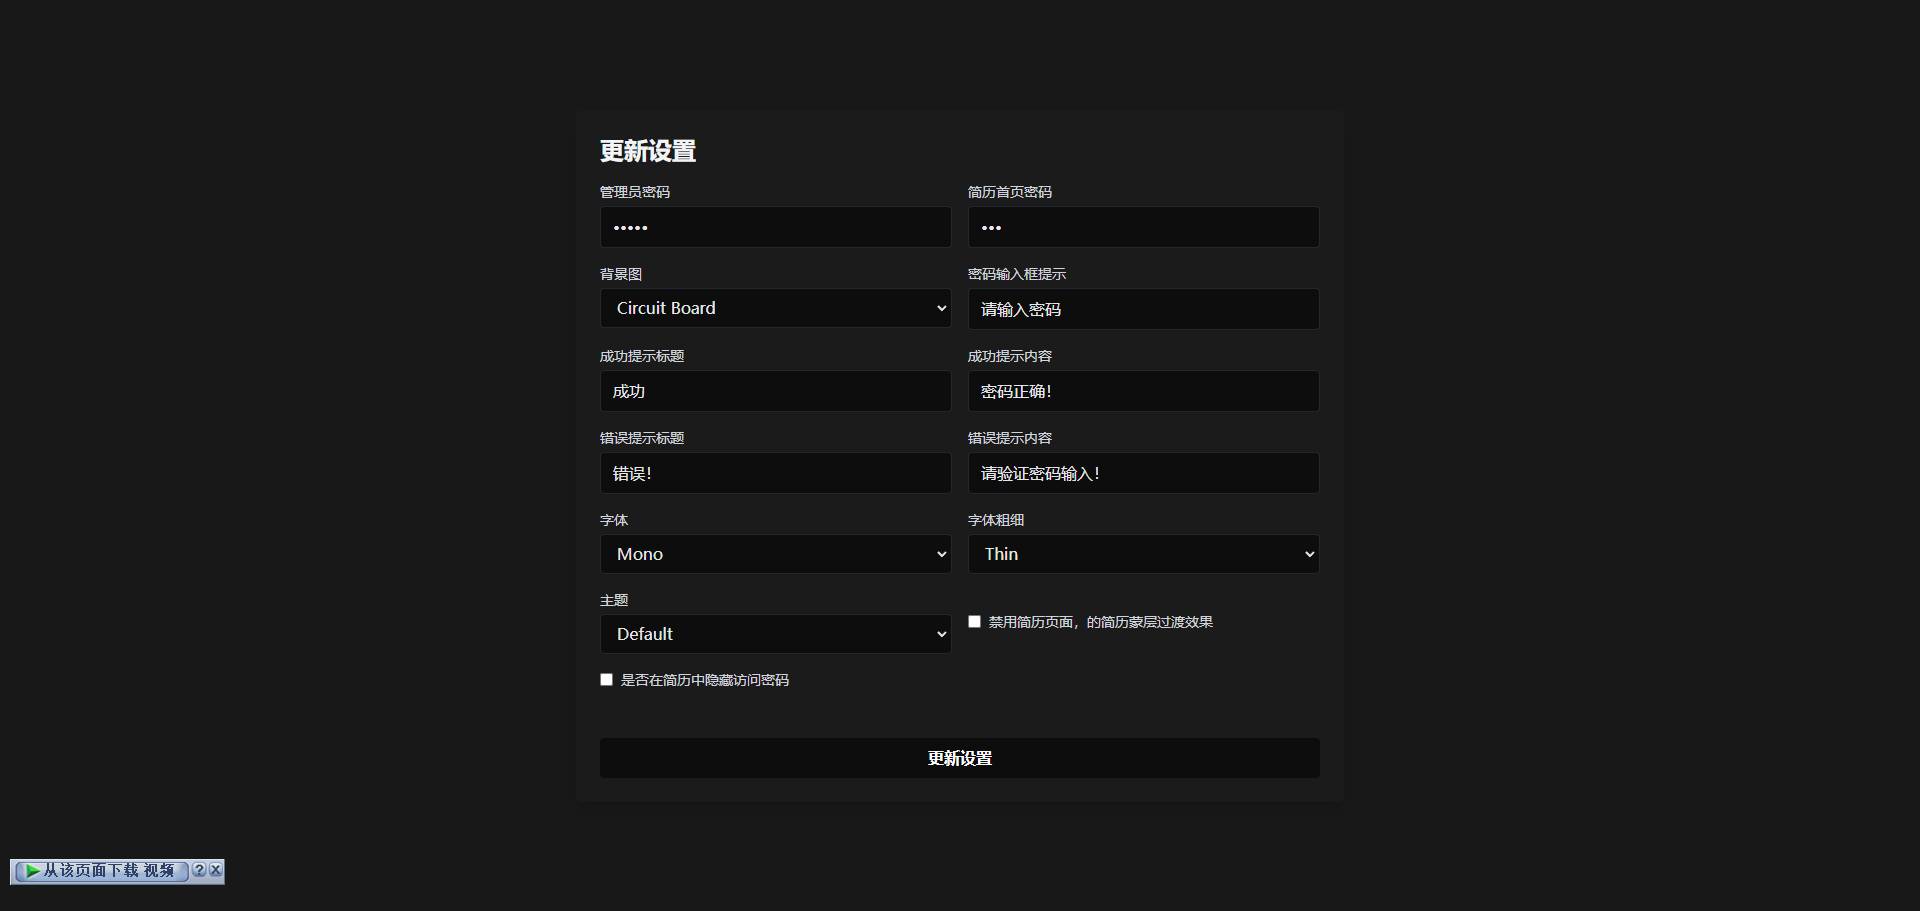 更新设置
管理员密码
简历首页密码
•••••
•••
背景图
密码输入框提示
Circuit Board
请输入密码
成功提示标题
成功提示内容
成功
密码正确！
错误提示标题
错误提示内容
错误！
请验证密码输入！
字体
字体粗细
Mono
Thin
主题
Default
禁用简历页面，的简历蒙层过渡效果
是否在简历中隐藏访问密码
更新设置
从该页面下载 视频 ? X